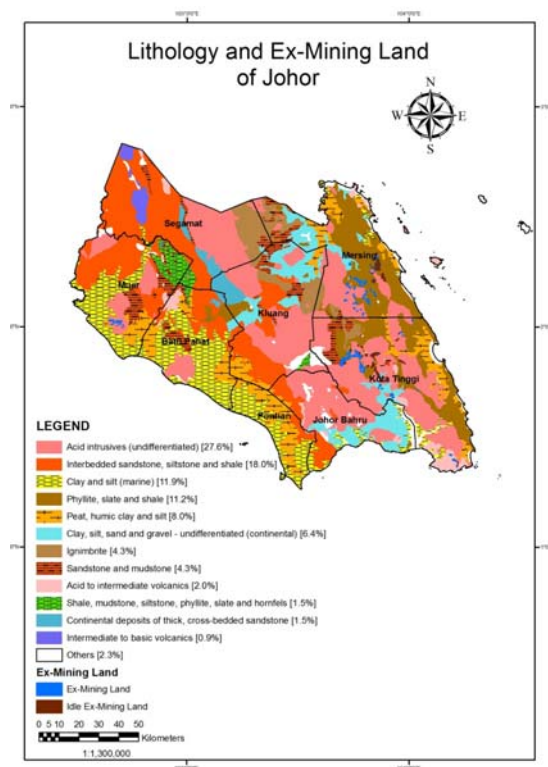 Lithology and Ex-Mining Land
of Johor
N
W E
S
Segamat
Mersing
Muar
Kluang
Batu Pahat
Kota Tinggi
Pontian
Johor Bahru
LEGEND
Acid intrusives (undifferentiated) [27.6%]
Interbedded sandstone, siltstone and shale [18.0%]
Clay and silt (marine) [11.9%]
Phyllite, slate and shale [11.2%]
Peat, humic clay and silt [8.0%]
Clay, silt, sand and gravel - undifferentiated (continental) [6.4%]
Ignimbrite [4.3%]
Sandstone and mudstone [4.3%]
Acid to intermediate volcanics [2.0%]
Shale, mudstone, siltstone, phyllite, slate and hornfels [1.5%]
Continental deposits of thick, cross-bedded sandstone [1.5%]
Intermediate to basic volcanics [0.9%]
Others [2.3%]
Ex-Mining Land
Ex-Mining Land
Idle Ex-Mining Land
0 5 10 20 30 40 50
Kilometers
1:1,300,000